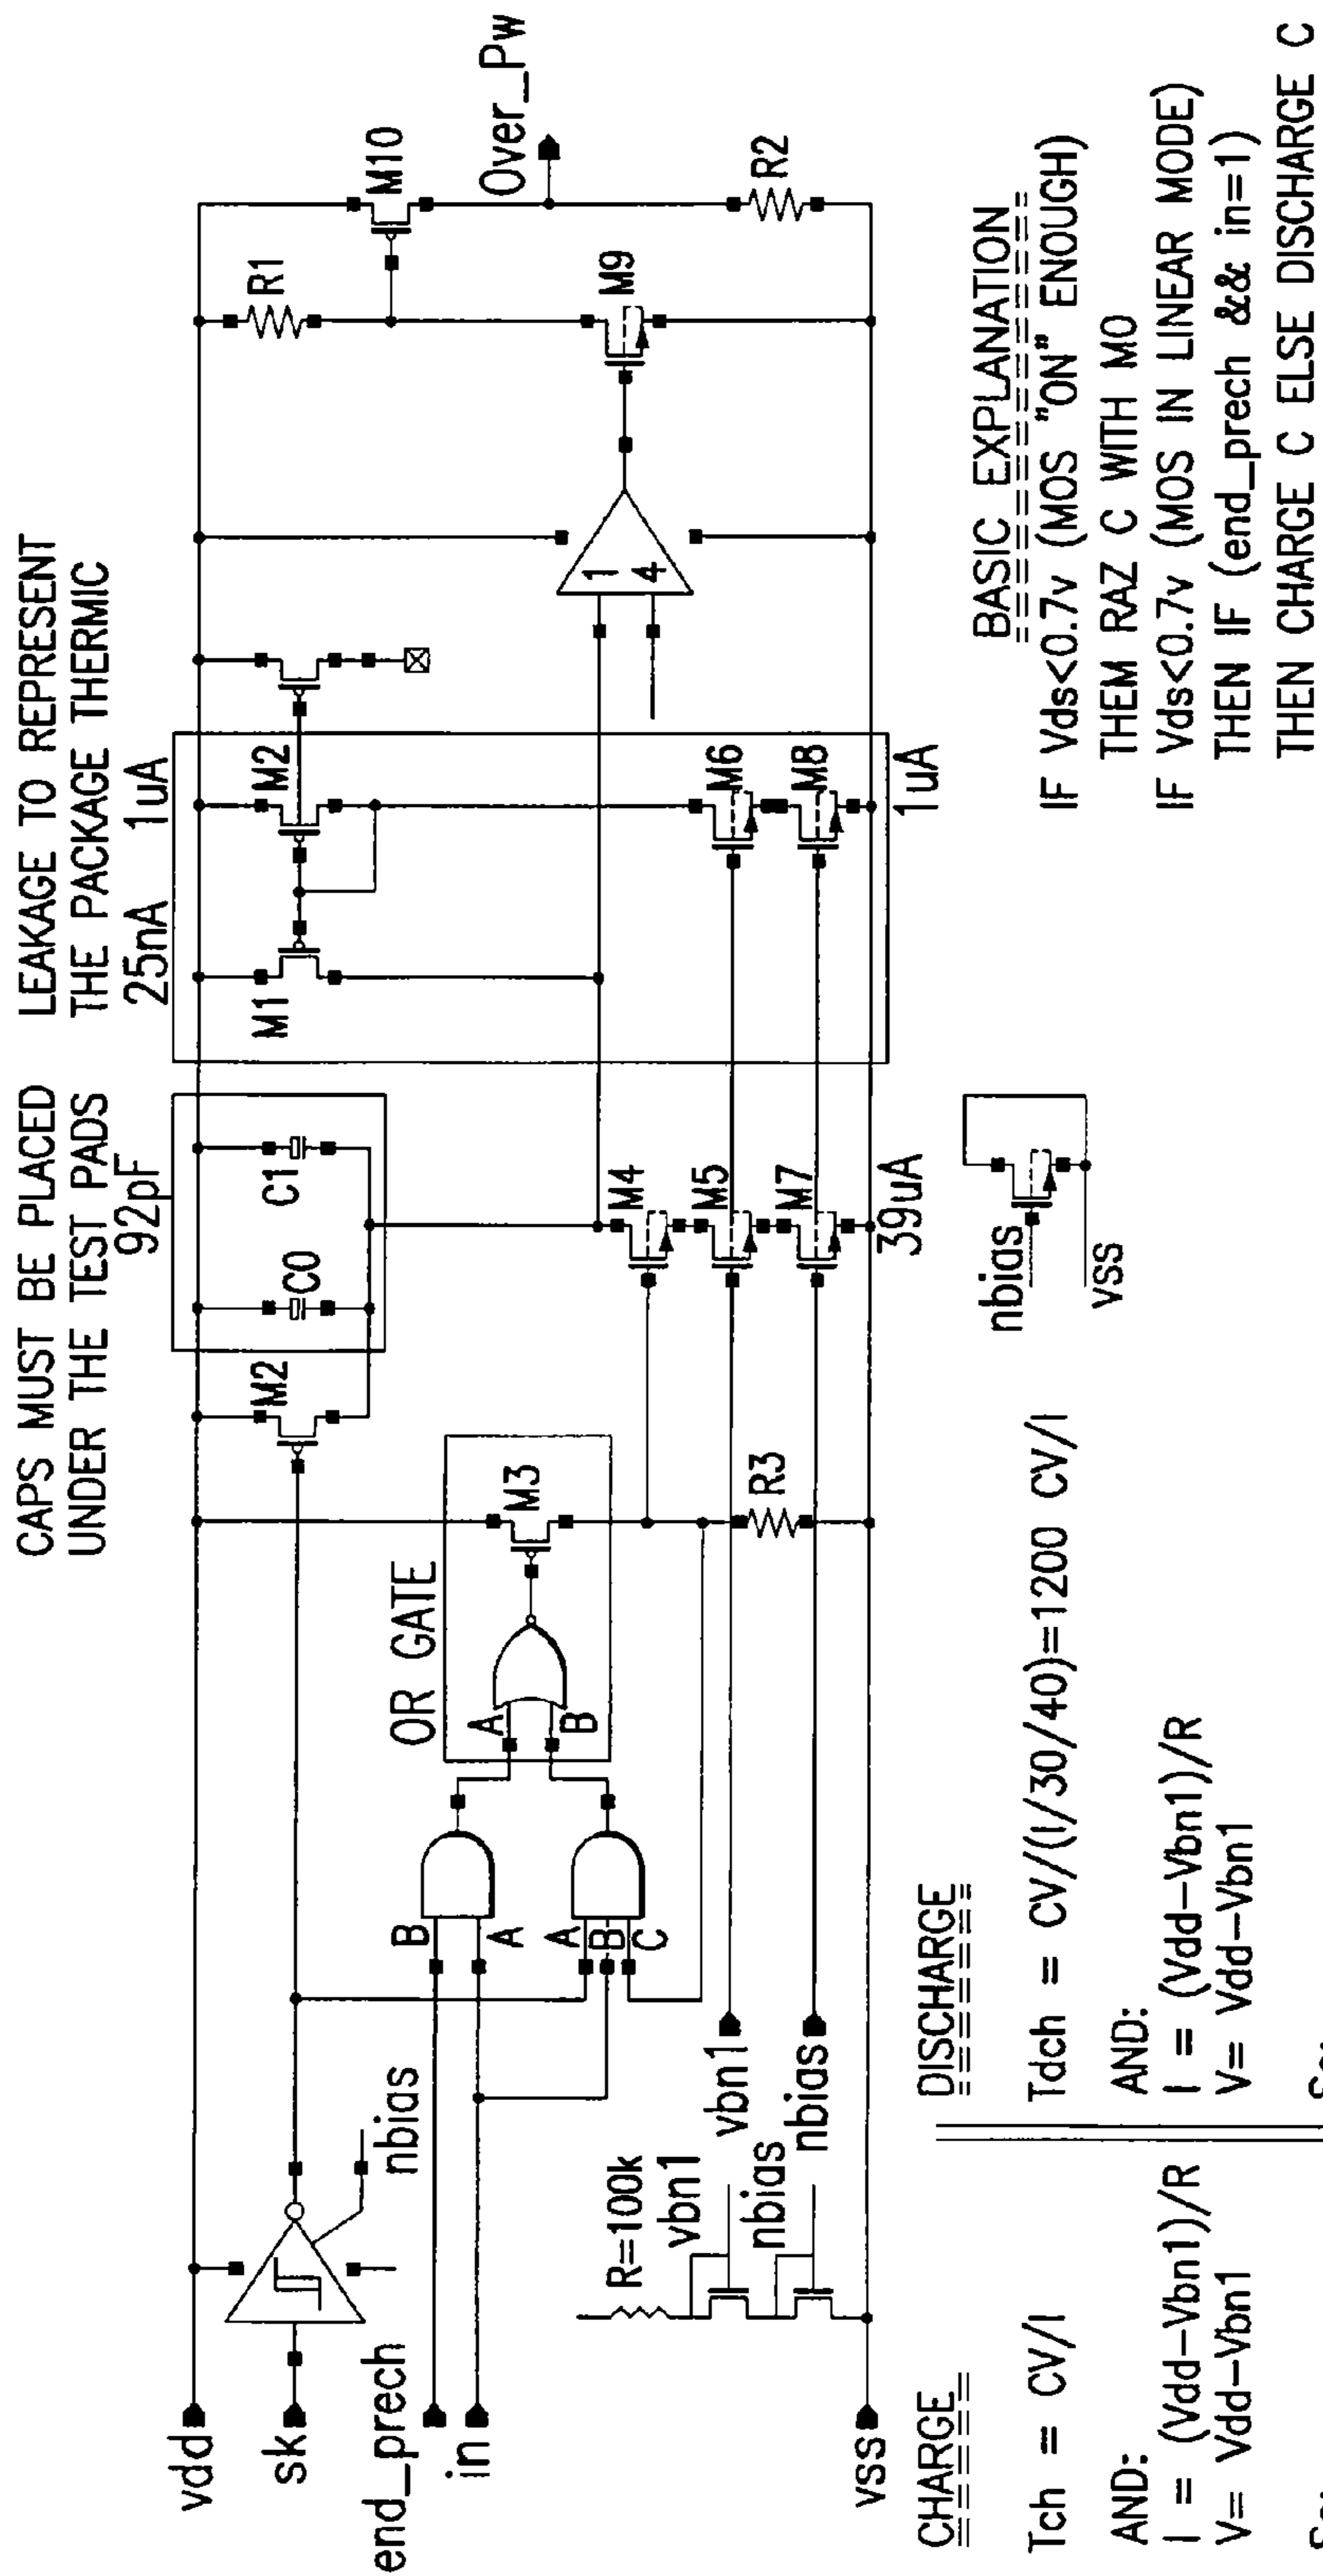 CAPS MUST BE PLACED
UNDER THE TEST PADS
92pF
LEAKAGE TO REPRESENT
THE PACKAGE THERMIC
25nA 1uA
vdd
sk
end_prech
in
vss
nbias
B
A
A
B
C
OR GATE
A
B
M3
M2
C0
C1
M1
M2
R1
M10
Over_Pw
M9
R2
1
4
M4
M5
M7
39uA
M6
M8
1uA
R3
vbn1
nbias
R=100k
vbn1
nbias
nbias
vss
CHARGE
Tch = CV/I
AND:
I = (Vdd-Vbn1)/R
V= Vdd-Vbn1
DISCHARGE
Tdch = CV/(I/30/40)=1200 CV/I
AND:
I = (Vdd-Vbn1)/R
V= Vdd-Vbn1
BASIC EXPLANATION
IF Vds<0.7v (MOS "ON" ENOUGH)
THEM RAZ C WITH M0
IF Vds<0.7v (MOS IN LINEAR MODE)
THEN IF (end_prech && in=1)
THEN CHARGE C ELSE DISCHARGE C